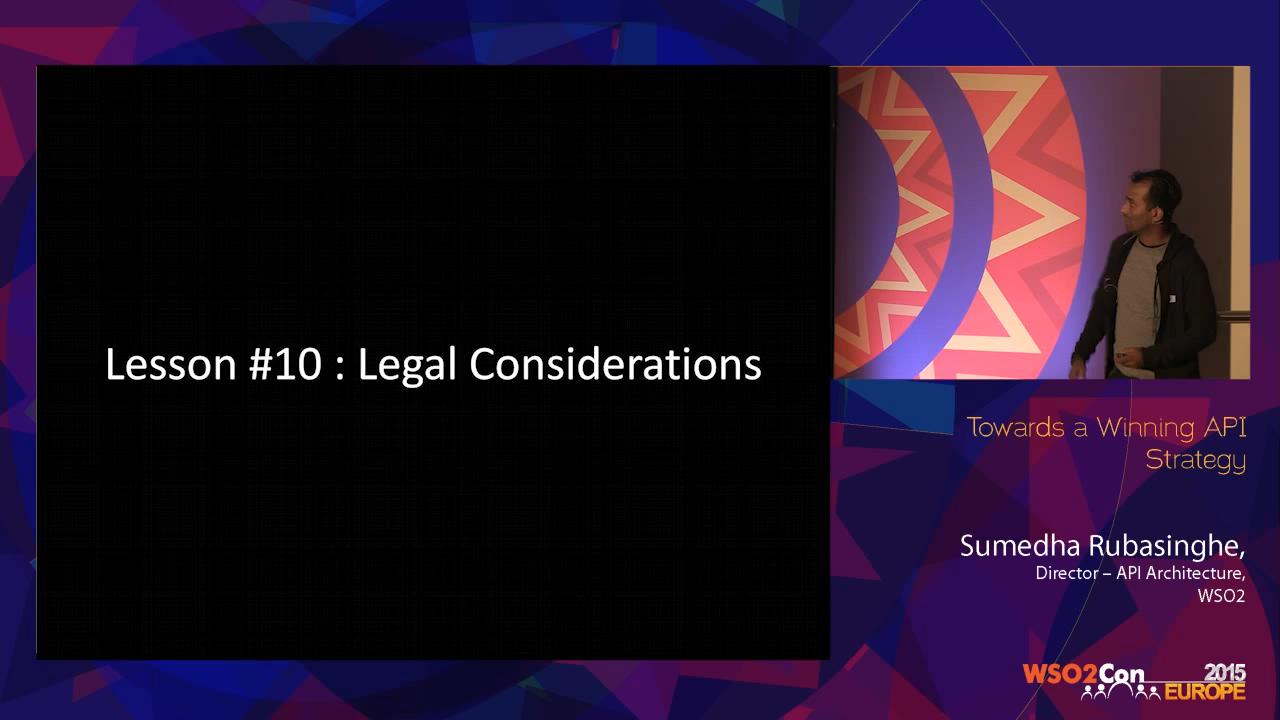 Lesson #10 : Legal Considerations
Towards a Winning API
Strategy
Sumedha Rubasinghe,
Director – API Architecture,
WSO2
WSO2Con 2015
EUROPE